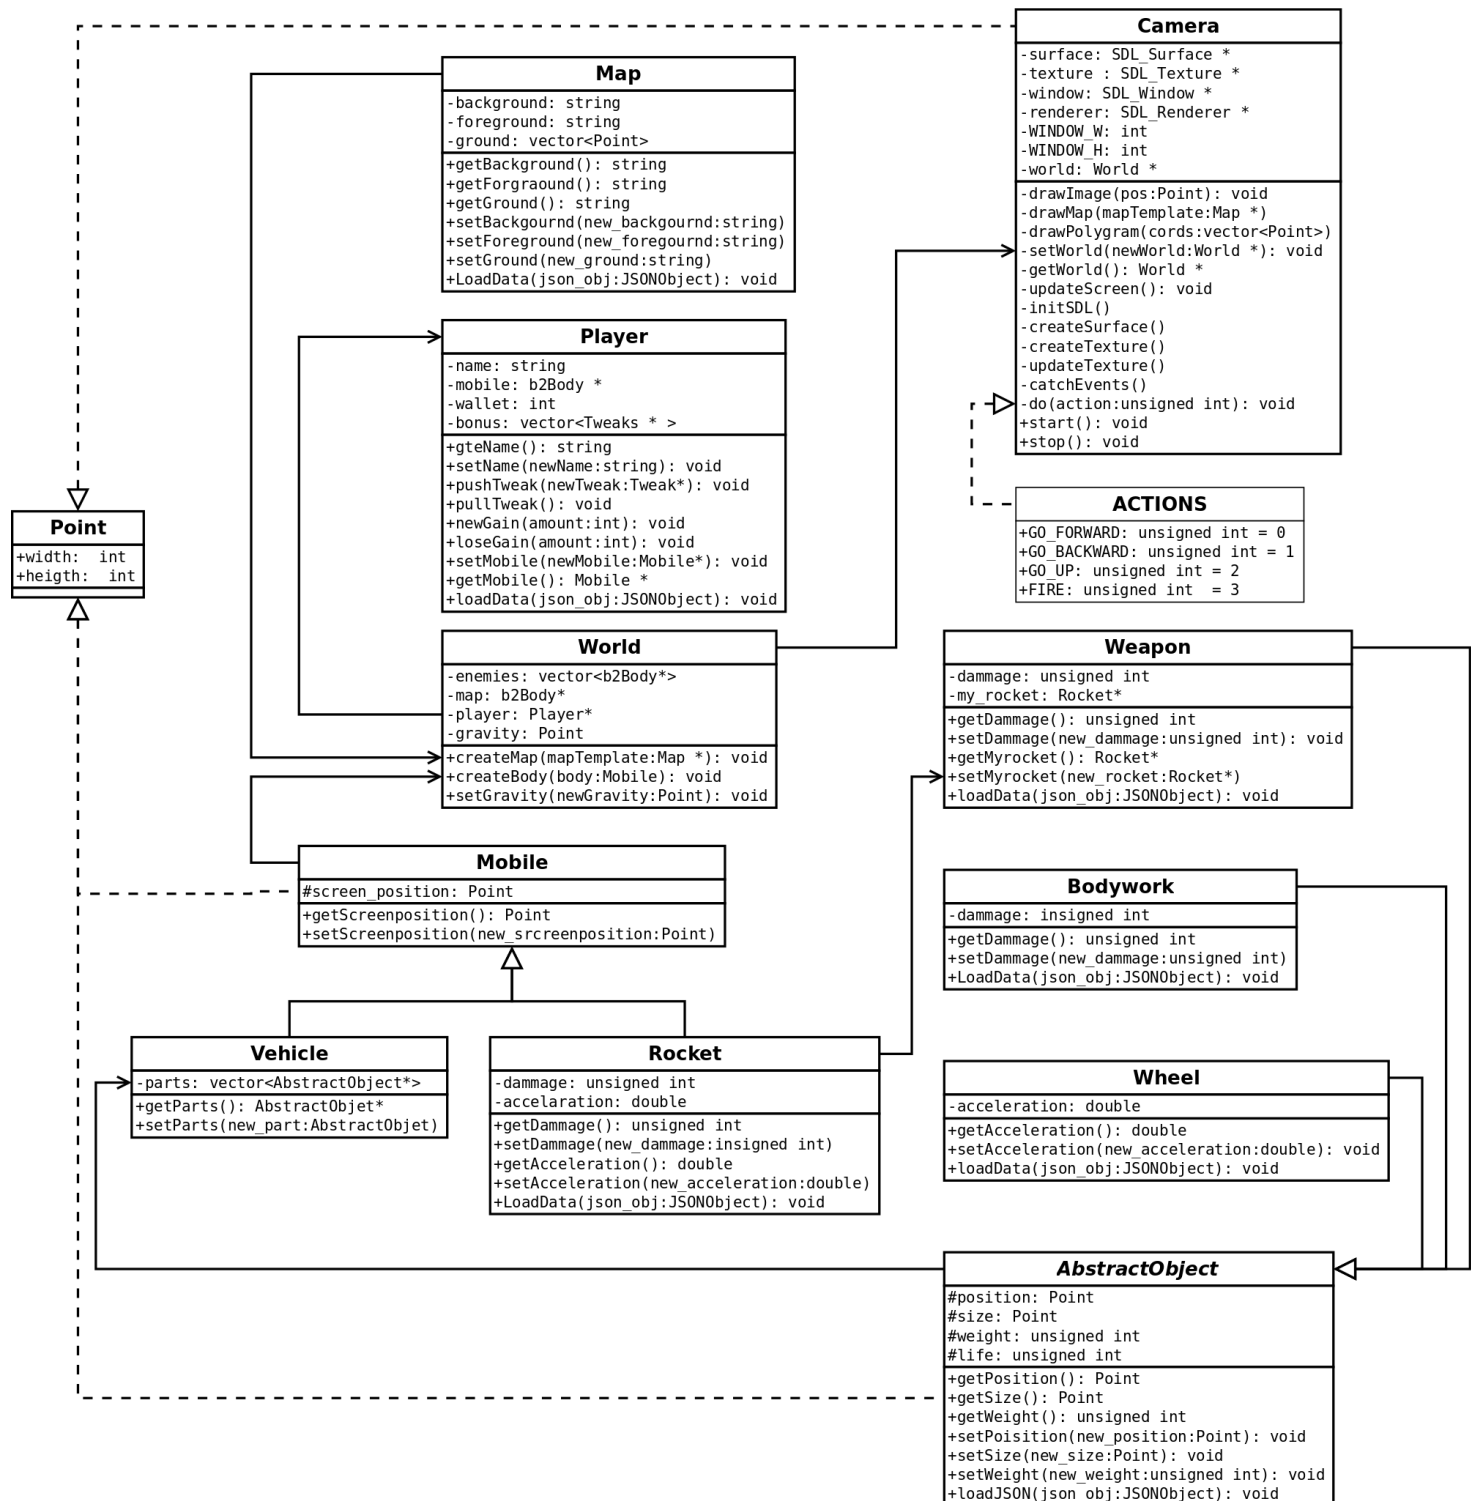 Camera
-surface: SDL_Surface *
-texture : SDL_Texture *
-window: SDL_Window *
-renderer: SDL_Renderer *
-WINDOW_W: int
-WINDOW_H: int
-world: World *
-drawImage(pos:Point): void
-drawMap(mapTemplate:Map *)
-drawPolygram(cords:vector<Point>)
-setWorld(newWorld:World *): void
-getWorld(): World *
-updateScreen(): void
-initSDL()
-createSurface()
-createTexture()
-updateTexture()
-catchEvents()
-do(action:unsigned int): void
+start(): void
+stop(): void
Map
-background: string
-foreground: string
-ground: vector<Point>
+getBackground(): string
+getForgraound(): string
+getGround(): string
+setBackgournd(new_backgournd:string)
+setForeground(new_foregournd:string)
+setGround(new_ground:string)
+LoadData(json_obj:JSONObject): void
Player
-name: string
-mobile: b2Body *
-wallet: int
-bonus: vector<Tweaks * >
+gteName(): string
+setName(newName:string): void
+pushTweak(newTweak:Tweak*): void
+pullTweak(): void
+newGain(amount:int): void
+loseGain(amount:int): void
+setMobile(newMobile:Mobile*): void
+getMobile(): Mobile *
+loadData(json_obj:JSONObject): void
Point
+width:  int
+heigth:  int
ACTIONS
+GO_FORWARD: unsigned int = 0
+GO_BACKWARD: unsigned int = 1
+GO_UP: unsigned int = 2
+FIRE: unsigned int  = 3
World
-enemies: vector<b2Body*>
-map: b2Body*
-player: Player*
-gravity: Point
+createMap(mapTemplate:Map *): void
+createBody(body:Mobile): void
+setGravity(newGravity:Point): void
Weapon
-dammage: unsigned int
-my_rocket: Rocket*
+getDammage(): unsigned int
+setDammage(new_dammage:unsigned int): void
+getMyrocket(): Rocket*
+setMyrocket(new_rocket:Rocket*)
+loadData(json_obj:JSONObject): void
Mobile
#screen_position: Point
+getScreenposition(): Point
+setScreenposition(new_srcreenposition:Point)
Bodywork
-dammage: insigned int
+getDammage(): unsigned int
+setDammage(new_dammage:unsigned int)
+LoadData(json_obj:JSONObject): void
Vehicle
-parts: vector<AbstractObject*>
+getParts(): AbstractObjet*
+setParts(new_part:AbstractObjet)
Rocket
-dammage: unsigned int
-accelaration: double
+getDammage(): unsigned int
+setDammage(new_dammage:insigned int)
+getAcceleration(): double
+setAcceleration(new_acceleration:double)
+LoadData(json_obj:JSONObject): void
Wheel
-acceleration: double
+getAcceleration(): double
+setAcceleration(new_acceleration:double): void
+loadData(json_obj:JSONObject): void
AbstractObject
#position: Point
#size: Point
#weight: unsigned int
#life: unsigned int
+getPosition(): Point
+getSize(): Point
+getWeight(): unsigned int
+setPoisition(new_position:Point): void
+setSize(new_size:Point): void
+setWeight(new_weight:unsigned int): void
+loadJSON(json_obj:JSONObject): void